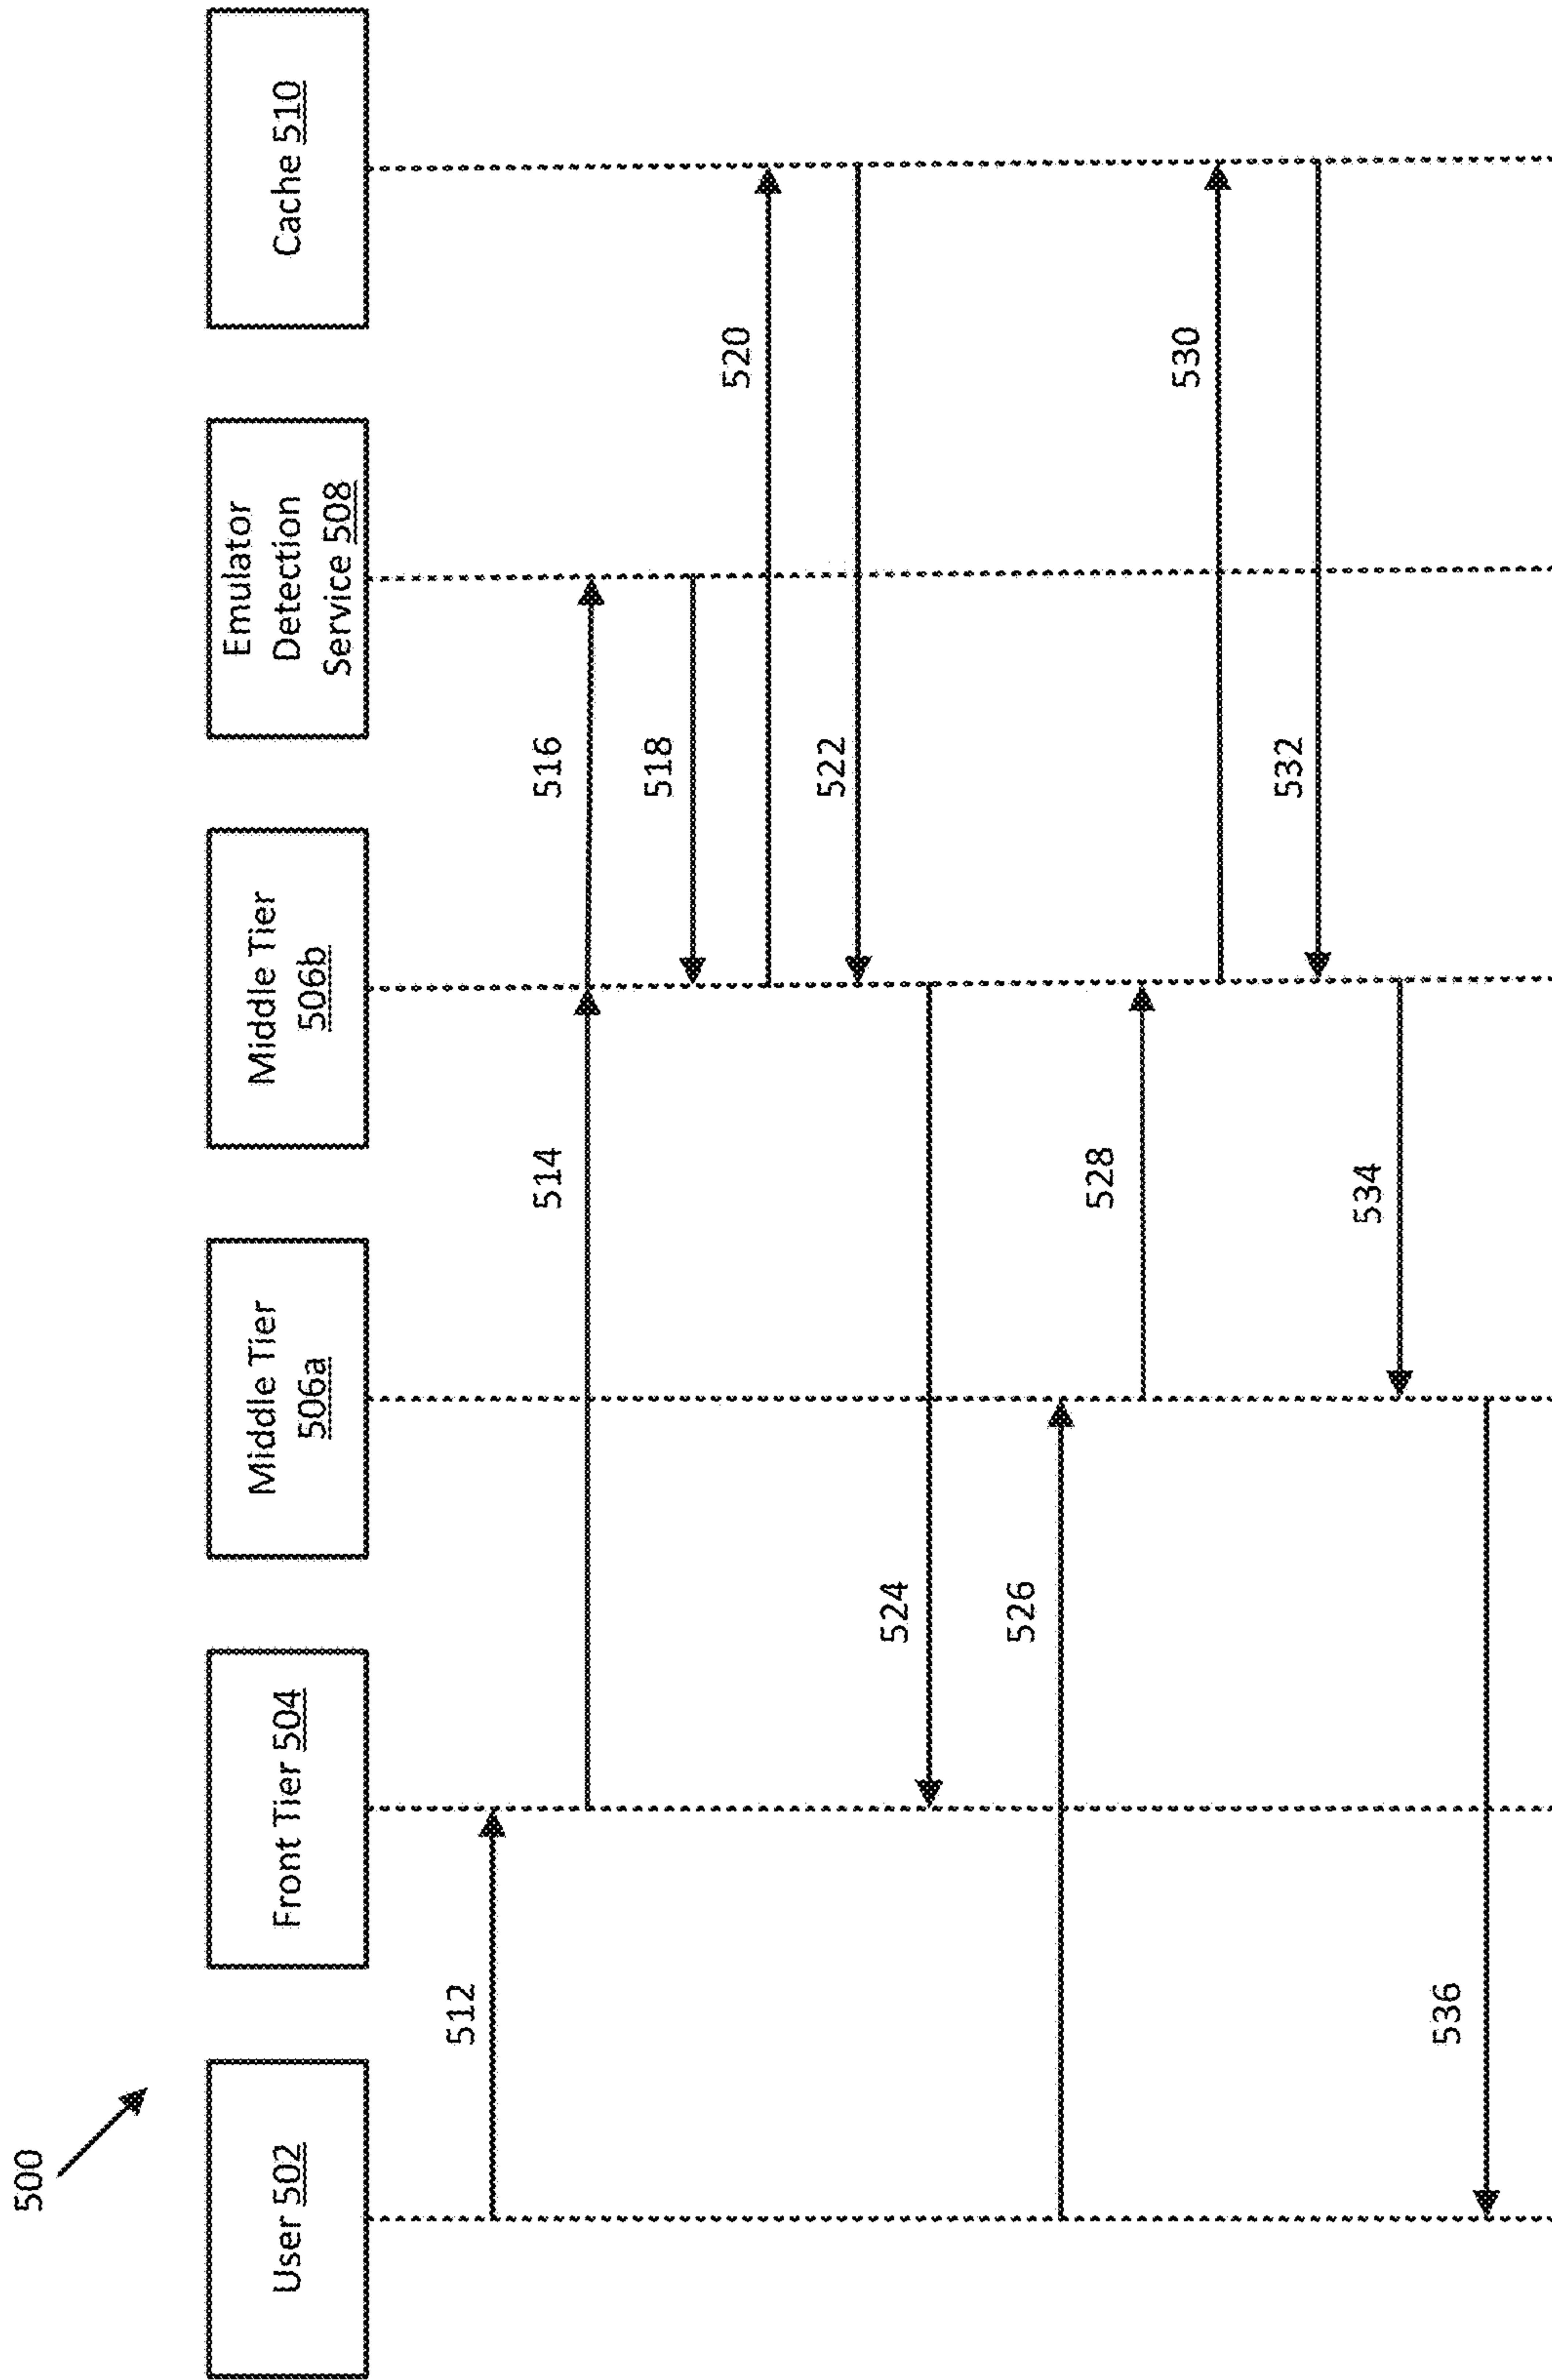 500
User 502
Front Tier 504
Middle Tier
506a
Middle Tier
506b
Emulator
Detection
Service 508
Cache 510
512
514
516
518
520
522
524
526
528
530
532
534
536